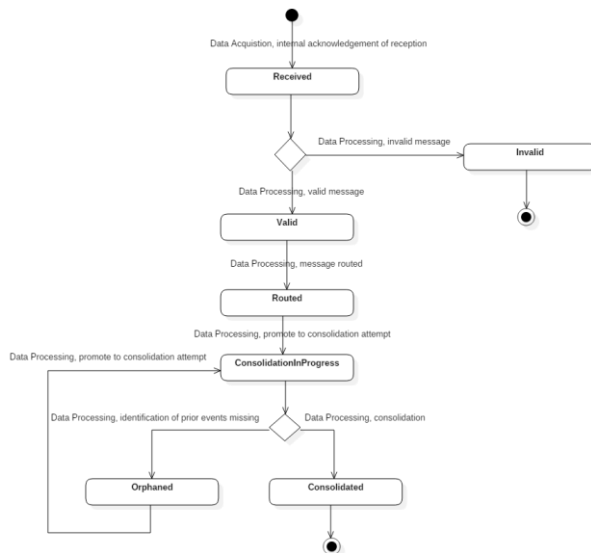 Data Acquistion, internal acknowledgement of reception
Received
Data Processing, invalid message
Invalid
Data Processing, valid message
Valid
Data Processing, message routed
Routed
Data Processing, promote to consolidation attempt
Data Processing, promote to consolidation attempt
ConsolidationInProgress
Data Processing, identification of prior events missing
Data Processing, consolidation
Orphaned
Consolidated